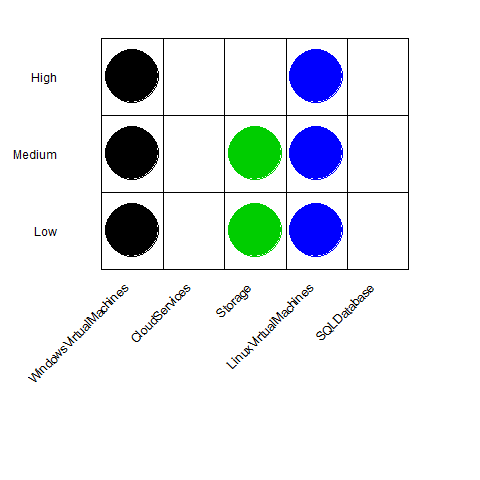 High
Medium
Low
WindowsVirtualMachines
CloudServices
Storage
LinuxVirtualMachines
SQLDatabase